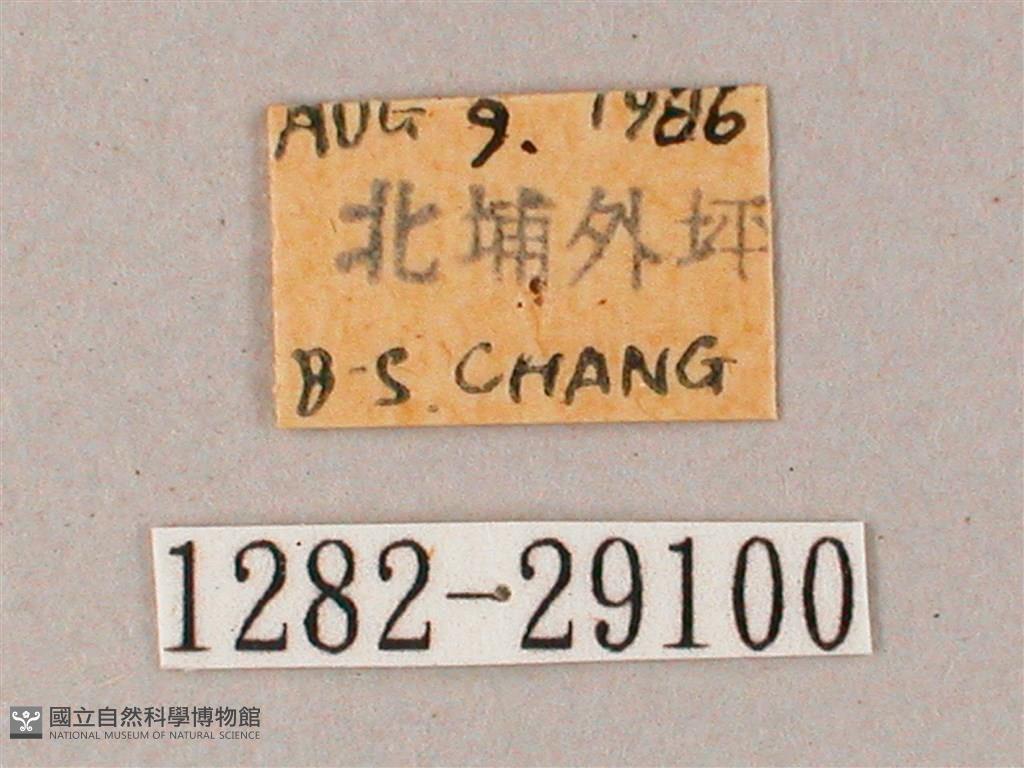 AUG 9. 1986
北埔外坪
B-S. CHANG
1282-29100
國立自然科學博物館
NATIONAL MUSEUM OF NATURAL SCIENCE